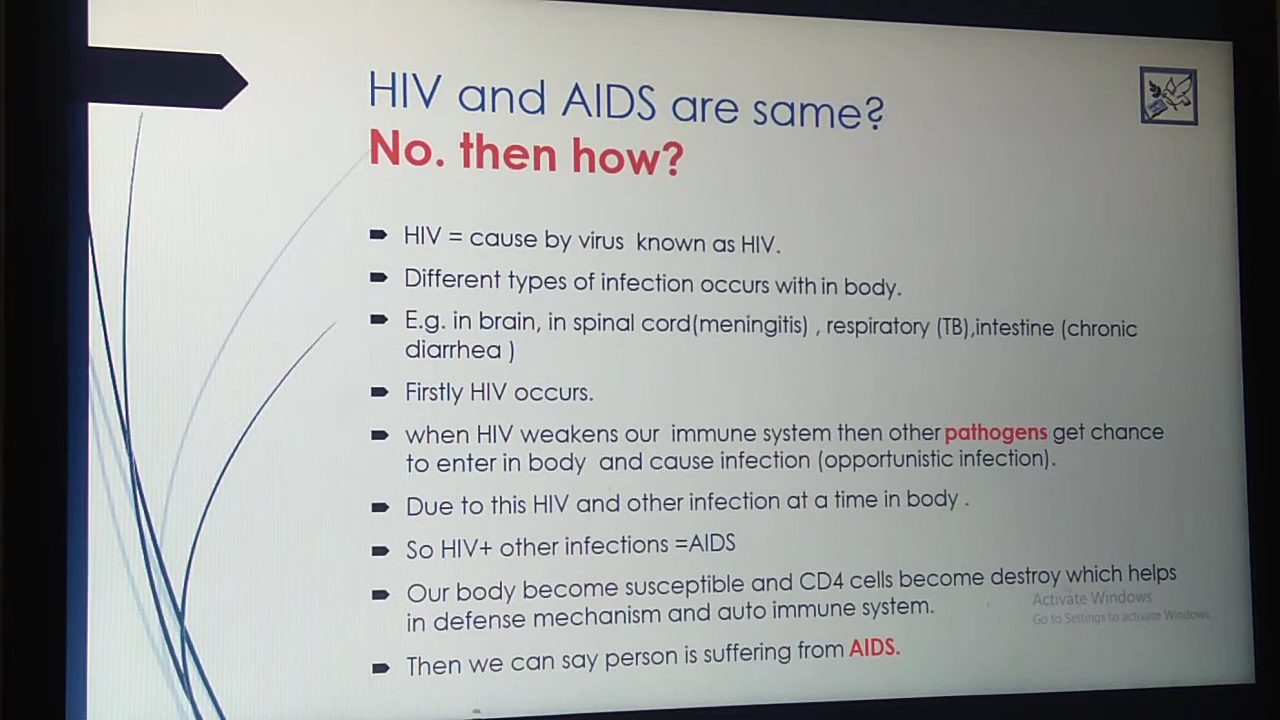 HIV and AIDS are same?
No. then how?
HIV = cause by virus known as HIV.
Different types of infection occurs with in body.
E.g. in brain, in spinal cord(meningitis) , respiratory (TB),intestine (chronic
diarrhea )
Firstly HIV occurs.
when HIV weakens our immune system then other pathogens get chance
to enter in body and cause infection (opportunistic infection).
Due to this HIV and other infection at a time in body .
So HIV+ other infections =AIDS
Our body become susceptible and CD4 cells become destroy which helps
in defense mechanism and auto immune system.
Activate Windows
Go to Settings to activate Windows.
Then we can say person is suffering from AIDS.